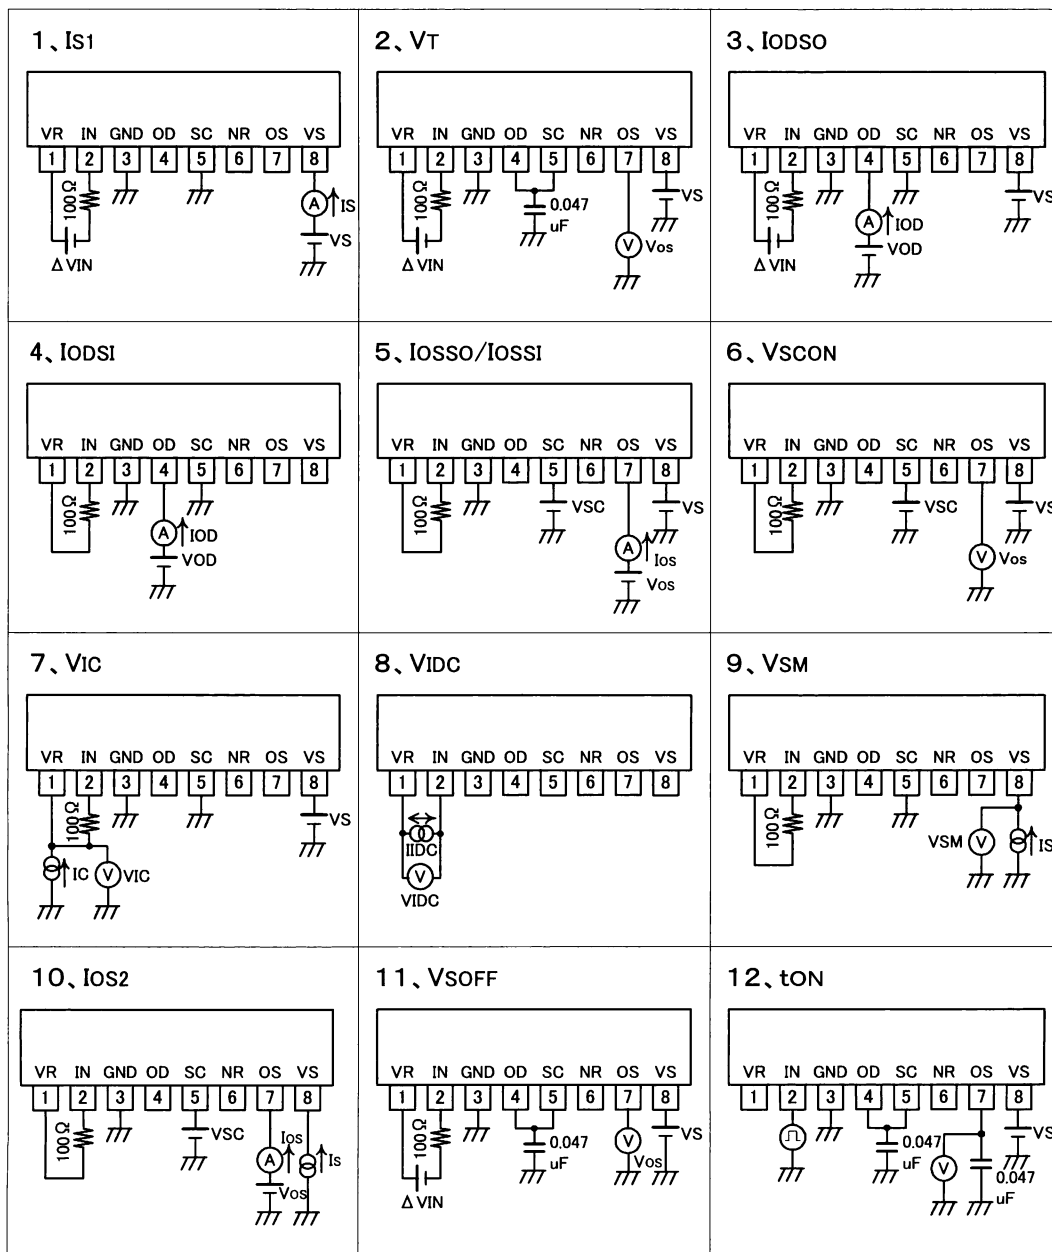 1、IS1
VR IN GND OD SC NR OS VS
1 2 3 4 5 6 7 8
100Ω
A IS
VS
ΔVIN
2、VT
VR IN GND OD SC NR OS VS
1 2 3 4 5 6 7 8
100Ω
0.047
uF
VS
V Vos
ΔVIN
3、IODSO
VR IN GND OD SC NR OS VS
1 2 3 4 5 6 7 8
100Ω
VS
A IOD
VOD
ΔVIN
4、IODSI
VR IN GND OD SC NR OS VS
1 2 3 4 5 6 7 8
100Ω
A IOD
VOD
5、IOSSO/IOSSI
VR IN GND OD SC NR OS VS
1 2 3 4 5 6 7 8
100Ω
VSC
VS
A Ios
Vos
6、VSCON
VR IN GND OD SC NR OS VS
1 2 3 4 5 6 7 8
100Ω
VSC
VS
V Vos
7、VIC
VR IN GND OD SC NR OS VS
1 2 3 4 5 6 7 8
100Ω
VS
IC
V VIC
8、VIDC
VR IN GND OD SC NR OS VS
1 2 3 4 5 6 7 8
IIDC
V
VIDC
9、VSM
VR IN GND OD SC NR OS VS
1 2 3 4 5 6 7 8
100Ω
VSM V
IS
10、IOS2
VR IN GND OD SC NR OS VS
1 2 3 4 5 6 7 8
100Ω
VSC
Ios
A
Is
Vos
11、VSOFF
VR IN GND OD SC NR OS VS
1 2 3 4 5 6 7 8
100Ω
0.047
uF
VS
V
Vos
ΔVIN
12、tON
VR IN GND OD SC NR OS VS
1 2 3 4 5 6 7 8
0.047
uF
VS
V
0.047
uF